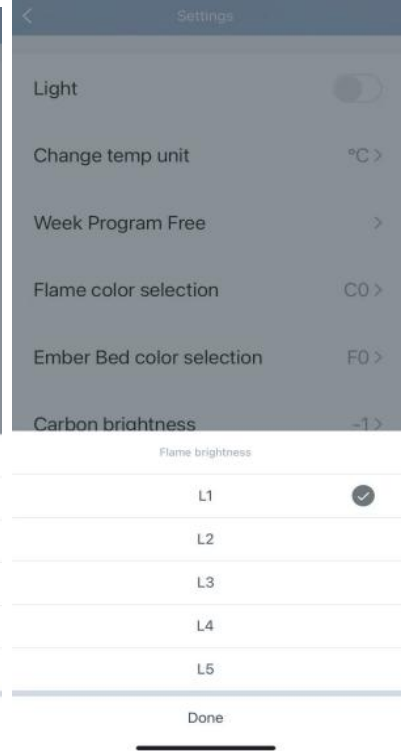 Settings
Light
Change temp unit °C >
Week Program Free >
Flame color selection C0 >
Ember Bed color selection F0 >
Carbon brightness -1 >
Flame brightness
L1
L2
L3
L4
L5
Done